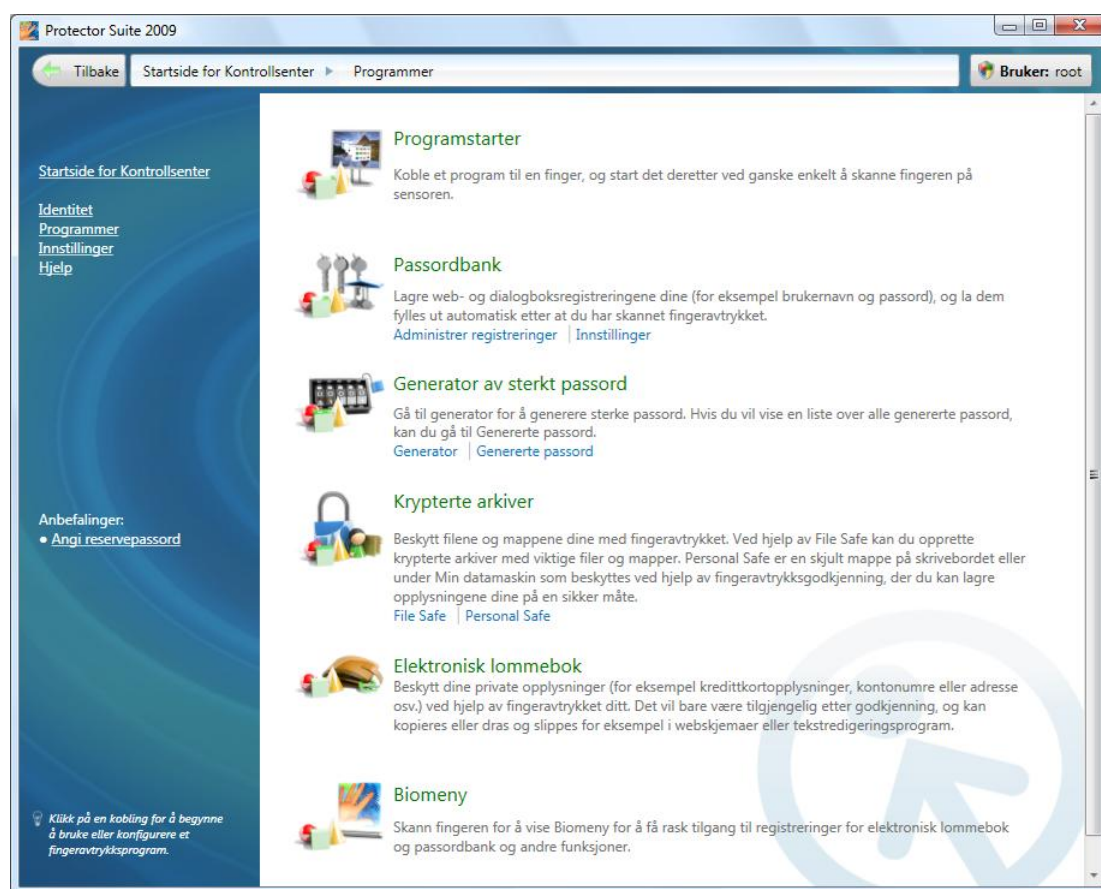 Protector Suite 2009
Tilbake
Startside for Kontrollsenter
Programmer
Bruker: root
Startside for Kontrollsenter
Identitet
Programmer
Innstillinger
Hjelp
Anbefalinger:
• Angi reservepassord
Klikk på en kobling for å begynne
å bruke eller konfigurere et
fingeravtrykksprogram.
Programstarter
Koble et program til en finger, og start det deretter ved ganske enkelt å skanne fingeren på
sensoren.
Passordbank
Lagre web- og dialogboksregistreringene dine (for eksempel brukernavn og passord), og la dem
fylles ut automatisk etter at du har skannet fingeravtrykket.
Administrer registreringer | Innstillinger
Generator av sterkt passord
Gå til generator for å generere sterke passord. Hvis du vil vise en liste over alle genererte passord,
kan du gå til Genererte passord.
Generator | Genererte passord
Krypterte arkiver
Beskytt filene og mappene dine med fingeravtrykket. Ved hjelp av File Safe kan du opprette
krypterte arkiver med viktige filer og mapper. Personal Safe er en skjult mappe på skrivebordet eller
under Min datamaskin som beskyttes ved hjelp av fingeravtrykksgodkjenning, der du kan lagre
opplysningene dine på en sikker måte.
File Safe | Personal Safe
Elektronisk lommebok
Beskytt dine private opplysninger (for eksempel kredittkortopplysninger, kontonumre eller adresse
osv.) ved hjelp av fingeravtrykket ditt. Det vil bare være tilgjengelig etter godkjenning, og kan
kopieres eller dras og slippes for eksempel i webskjemaer eller tekstredigeringsprogram.
Biomeny
Skann fingeren for å vise Biomeny for å få rask tilgang til registreringer for elektronisk lommebok
og passordbank og andre funksjoner.